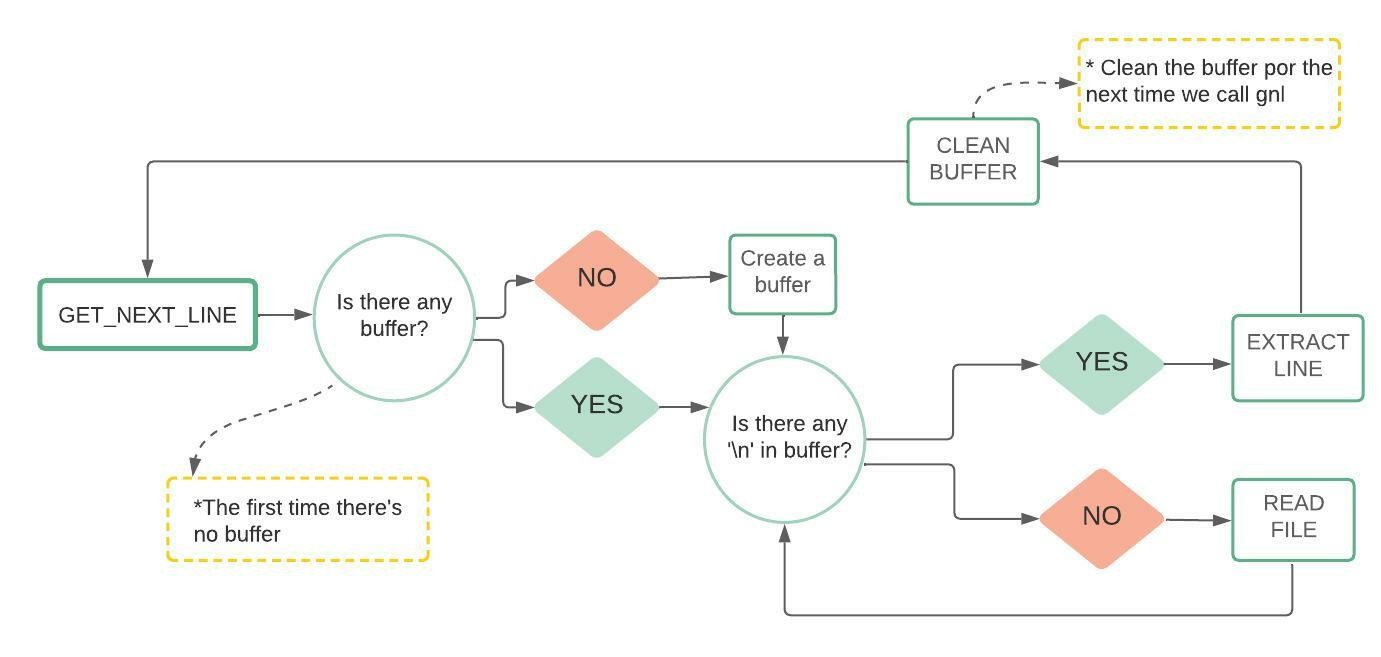 * Clean the buffer por the
next time we call gnl
CLEAN
BUFFER
GET_NEXT_LINE
Is there any
buffer?
NO
Create a
buffer
YES
Is there any
'\n' in buffer?
YES
EXTRACT
LINE
NO
READ
FILE
*The first time there's
no buffer